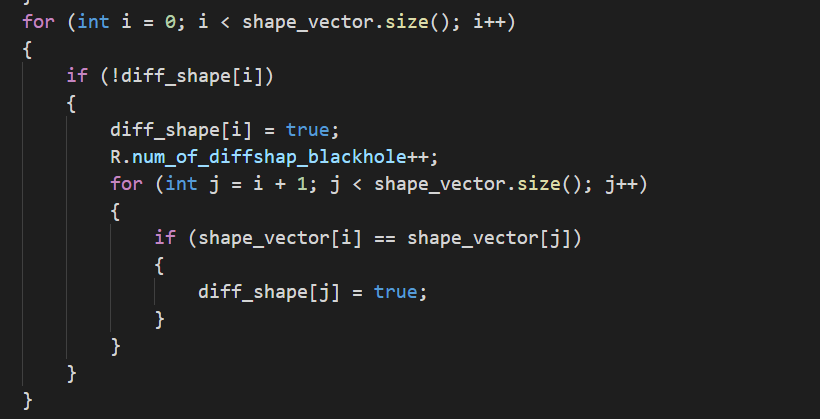 for (int i = 0; i < shape_vector.size(); i++)
{
    if (!diff_shape[i])
    {
        diff_shape[i] = true;
        R.num_of_diffshap_blackhole++;
        for (int j = i + 1; j < shape_vector.size(); j++)
        {
            if (shape_vector[i] == shape_vector[j])
            {
                diff_shape[j] = true;
            }
        }
    }
}